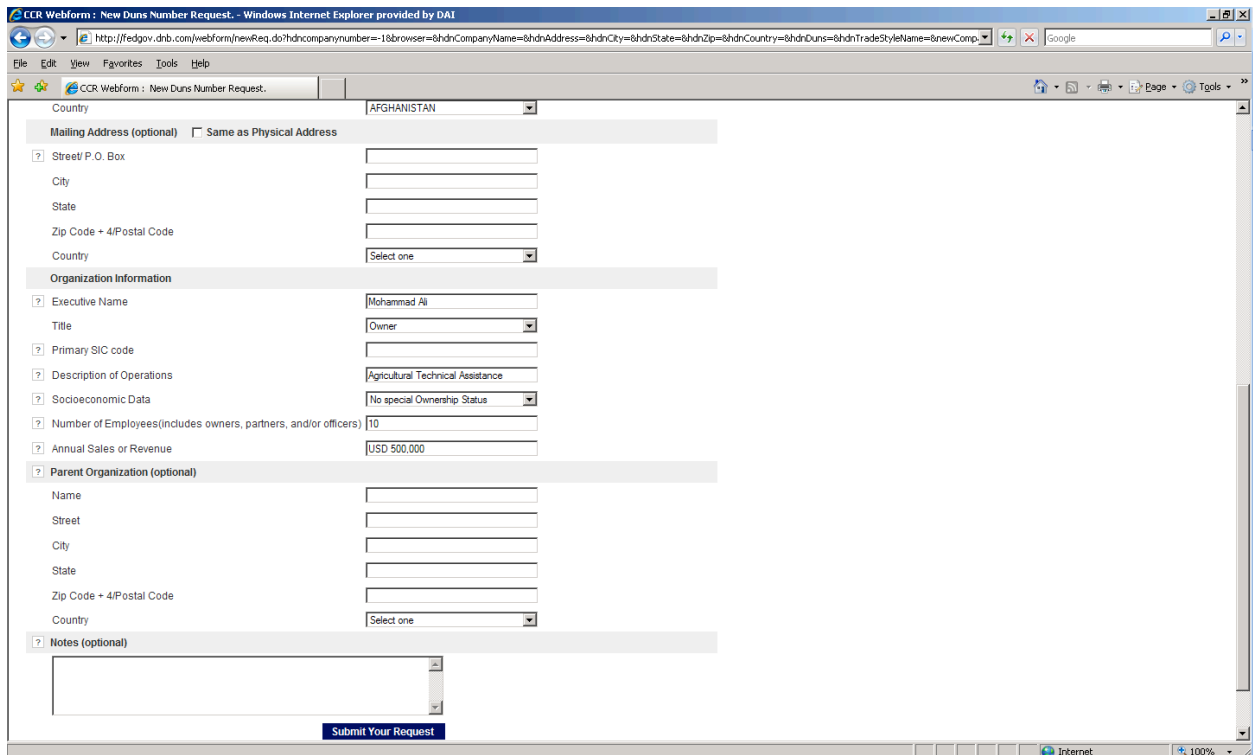 CCR Webform : New Duns Number Request. - Windows Internet Explorer provided by DAI
http://fedgov.dnb.com/webform/newReq.do?hdncompanynumber=-1&browser=&hdnCompanyName=&hdnAddress=&hdnCity=&hdnState=&hdnZip=&hdnCountry=&hdnDuns=&hdnTradeStyleName=&newComp Google
File Edit View Favorites Tools Help
CCR Webform : New Duns Number Request. Page Tools »
Country AFGHANISTAN
Mailing Address (optional) Same as Physical Address
? Street/ P.O. Box
City
State
Zip Code + 4/Postal Code
Country Select one
Organization Information
? Executive Name Mohammad Ali
Title Owner
? Primary SIC code
? Description of Operations Agricultural Technical Assistance
? Socioeconomic Data No special Ownership Status
? Number of Employees(includes owners, partners, and/or officers) 10
? Annual Sales or Revenue USD 500,000
? Parent Organization (optional)
Name
Street
City
State
Zip Code + 4/Postal Code
Country Select one
? Notes (optional)
Submit Your Request
Internet 100%